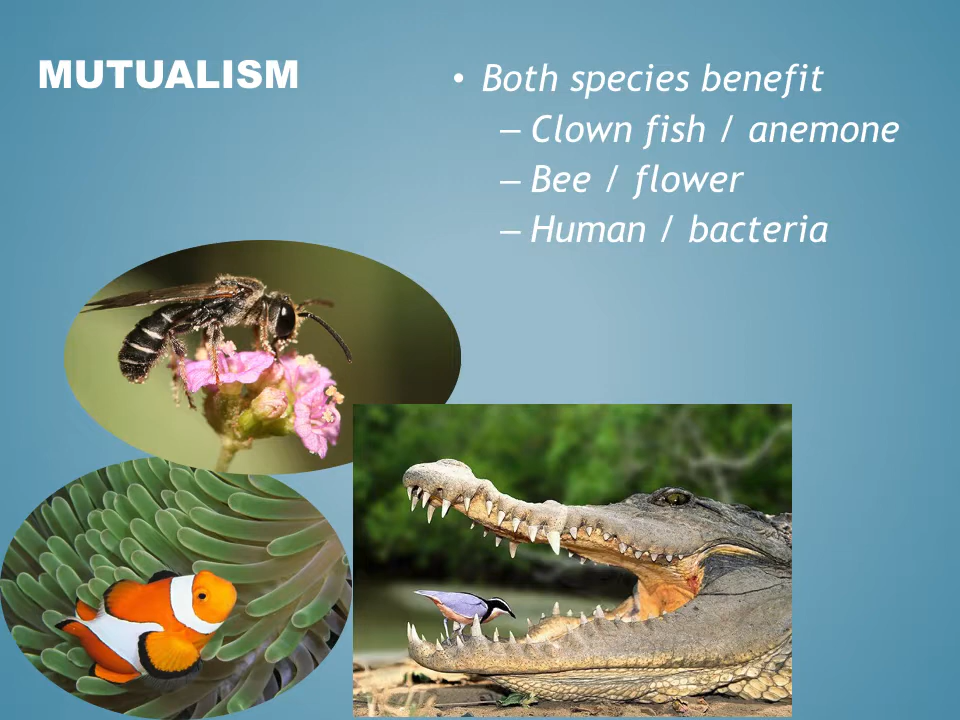 MUTUALISM
• Both species benefit
– Clown fish / anemone
– Bee / flower
– Human / bacteria